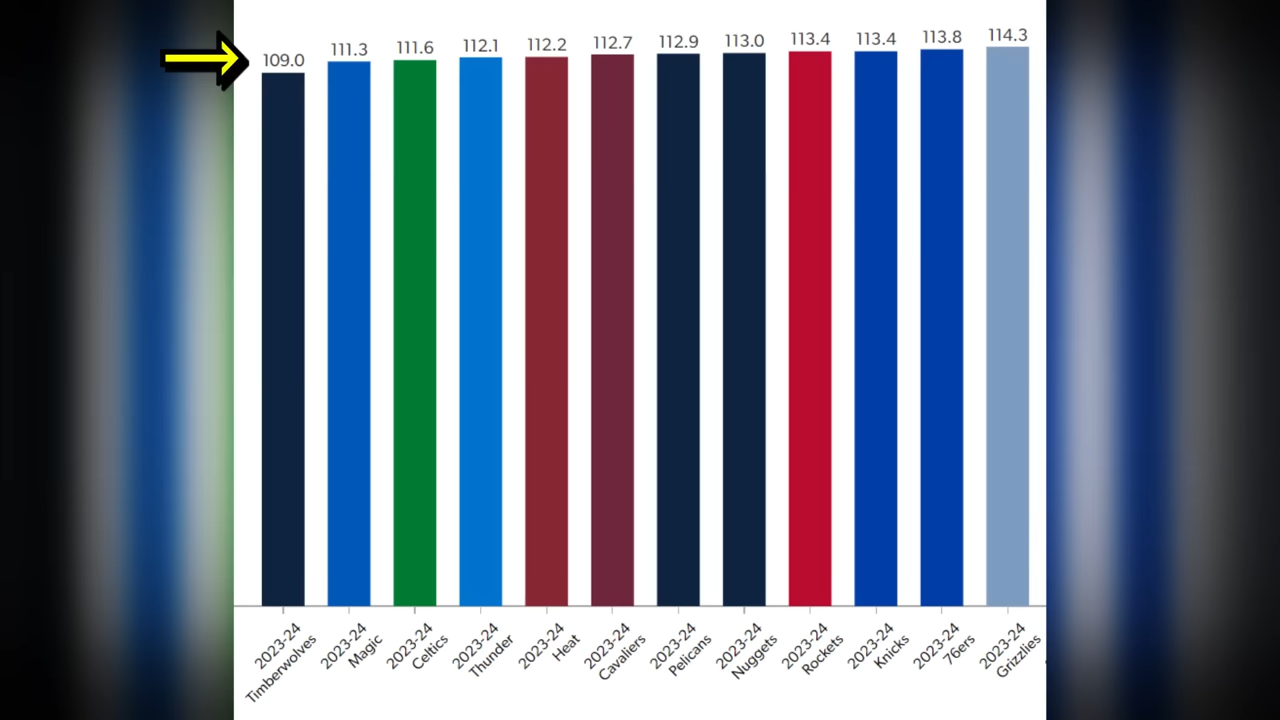 109.0
111.3
111.6
112.1
112.2
112.7
112.9
113.0
113.4
113.4
113.8
114.3
2023-24
Timberwolves
2023-24
Magic
2023-24
Celtics
2023-24
Thunder
2023-24
Heat
2023-24
Cavaliers
2023-24
Pelicans
2023-24
Nuggets
2023-24
Rockets
2023-24
Knicks
2023-24
76ers
2023-24
Grizzlies